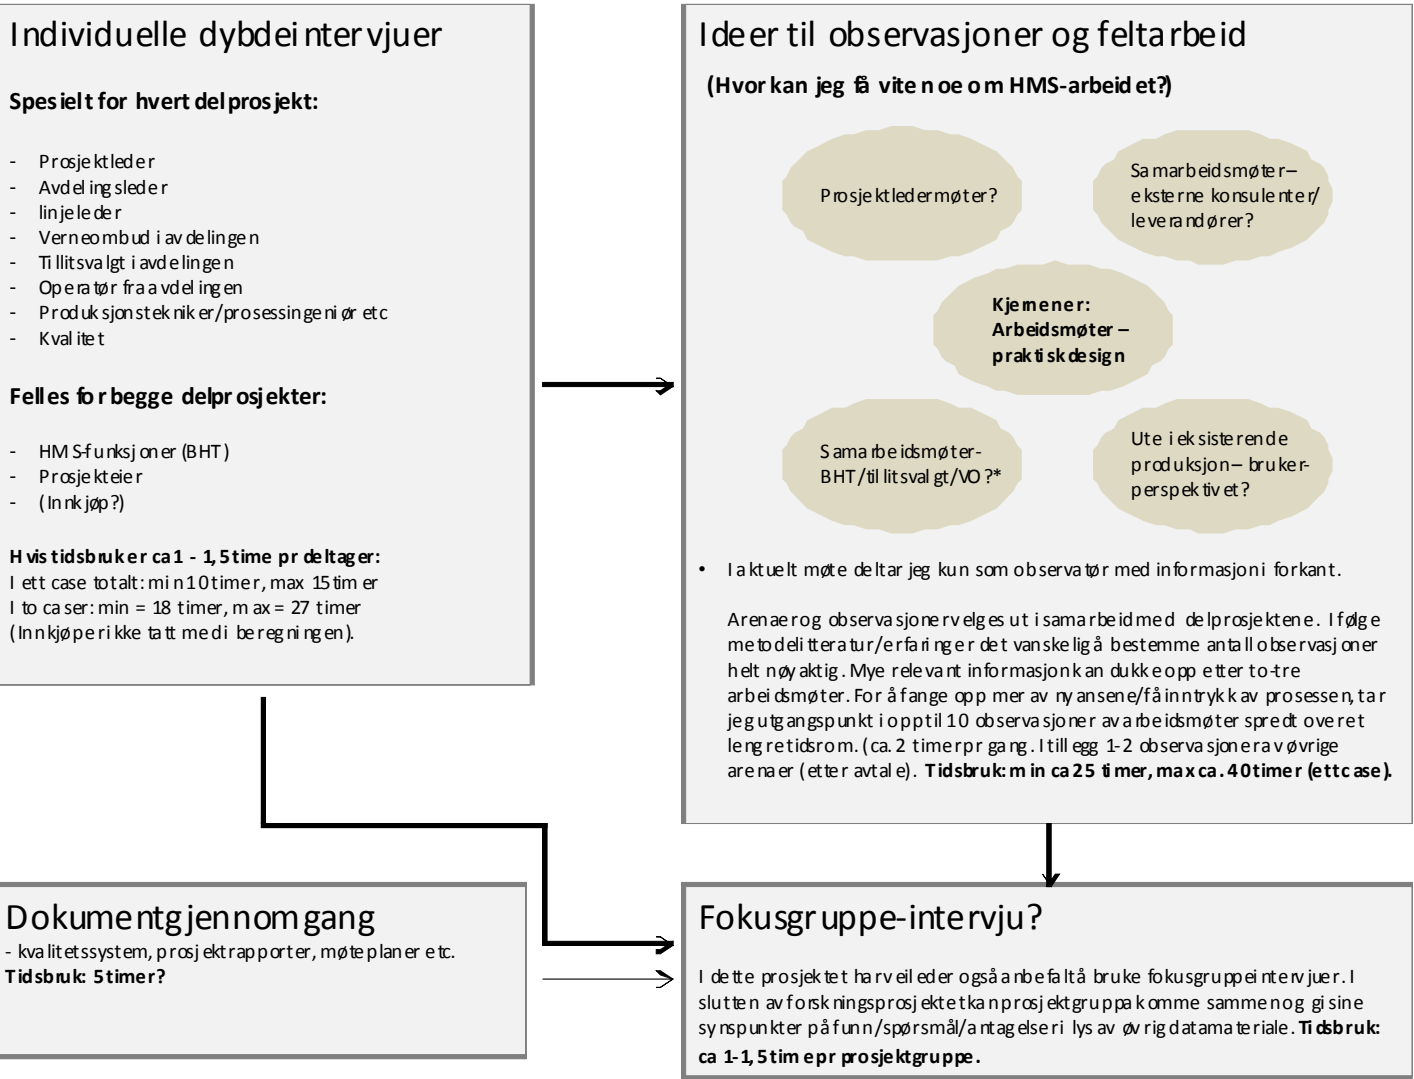 Individuelle dybdeintervjuer
Spesielt for hvert delprosjekt:
- Prosjektleder
- Avdelingsleder
- linjeleder
- Verneombud i avdelingen
- Tillitsvalgt i avdelingen
- Operatør fra avdelingen
- Produksjonstekniker/prosessingeniør etc
- Kvalitet
Felles for begge delprosjekter:
- HMS-funksjoner (BHT)
- Prosjekteier
- (Innkjøp?)
Hvis tidsbruk er ca 1 - 1,5 time pr deltager:
I ett case totalt: min 10 timer, max 15 timer
I to caser: min = 18 timer, max = 27 timer
(Innkjøp er ikke tatt med i beregningen).
Ideer til observasjoner og feltarbeid
(Hvor kan jeg få vite noe om HMS-arbeidet?)
Prosjektledermøter?
Samarbeidsmøter–
eksterne konsulenter/
leverandører?
Kjernen er:
Arbeidsmøter –
praktisk design
Samarbeidsmøter-
BHT/tillitsvalgt/VO?*
Ute i eksisterende
produksjon – bruker-
perspektivet?
• I aktuelt møte deltar jeg kun som observatør med informasjon i forkant.
Arenaer og observasjoner velges ut i samarbeid med delprosjektene. Ifølge
metodelitteratur/erfaring er det vanskelig å bestemme antall observasjoner
helt nøyaktig. Mye relevant informasjon kan dukke opp etter to-tre
arbeidsmøter. For å fange opp mer av nyansene/få inntrykk av prosessen, tar
jeg utgangspunkt i opptil 10 observasjoner av arbeidsmøter spredt over et
lengre tidsrom. (ca. 2 timer pr gang. I tillegg 1-2 observasjoner av øvrige
arenaer (etter avtale). Tidsbruk: min ca 25 timer, max ca. 40 timer (ett case).
Dokumentgjennomgang
- kvalitetssystem, prosjektrapporter, møteplaner etc.
Tidsbruk: 5 timer?
Fokusgruppe-intervju?
I dette prosjektet har veileder også anbefalt å bruke fokusgruppeintervjuer. I
slutten av forskningsprosjektet kan prosjektgruppa komme sammen og gi sine
synspunkter på funn/spørsmål/antagelser i lys av øvrig datamateriale. Tidsbruk:
ca 1-1,5 time pr prosjektgruppe.